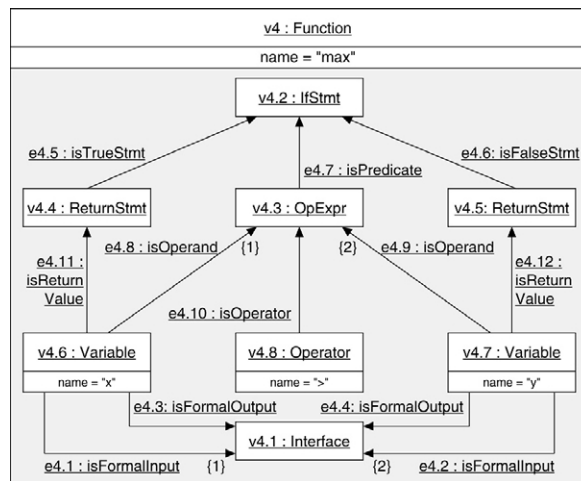 v4 : Function
name = "max"
v4.2 : IfStmt
e4.5 : isTrueStmt
e4.6: isFalseStmt
e4.7 : isPredicate
v4.4 : ReturnStmt
v4.3 : OpExpr
v4.5: ReturnStmt
e4.8 : isOperand
{1}
{2}
e4.9 : isOperand
e4.11 :
isReturn
Value
e4.12 :
isReturn
Value
e4.10 : isOperator
v4.6 : Variable
name = "x"
v4.8 : Operator
name = ">"
v4.7 : Variable
name = "y"
e4.3: isFormalOutput
e4.4 : isFormalOutput
v4.1 : Interface
e4.1 : isFormalInput
{1}
{2}
e4.2 : isFormalInput